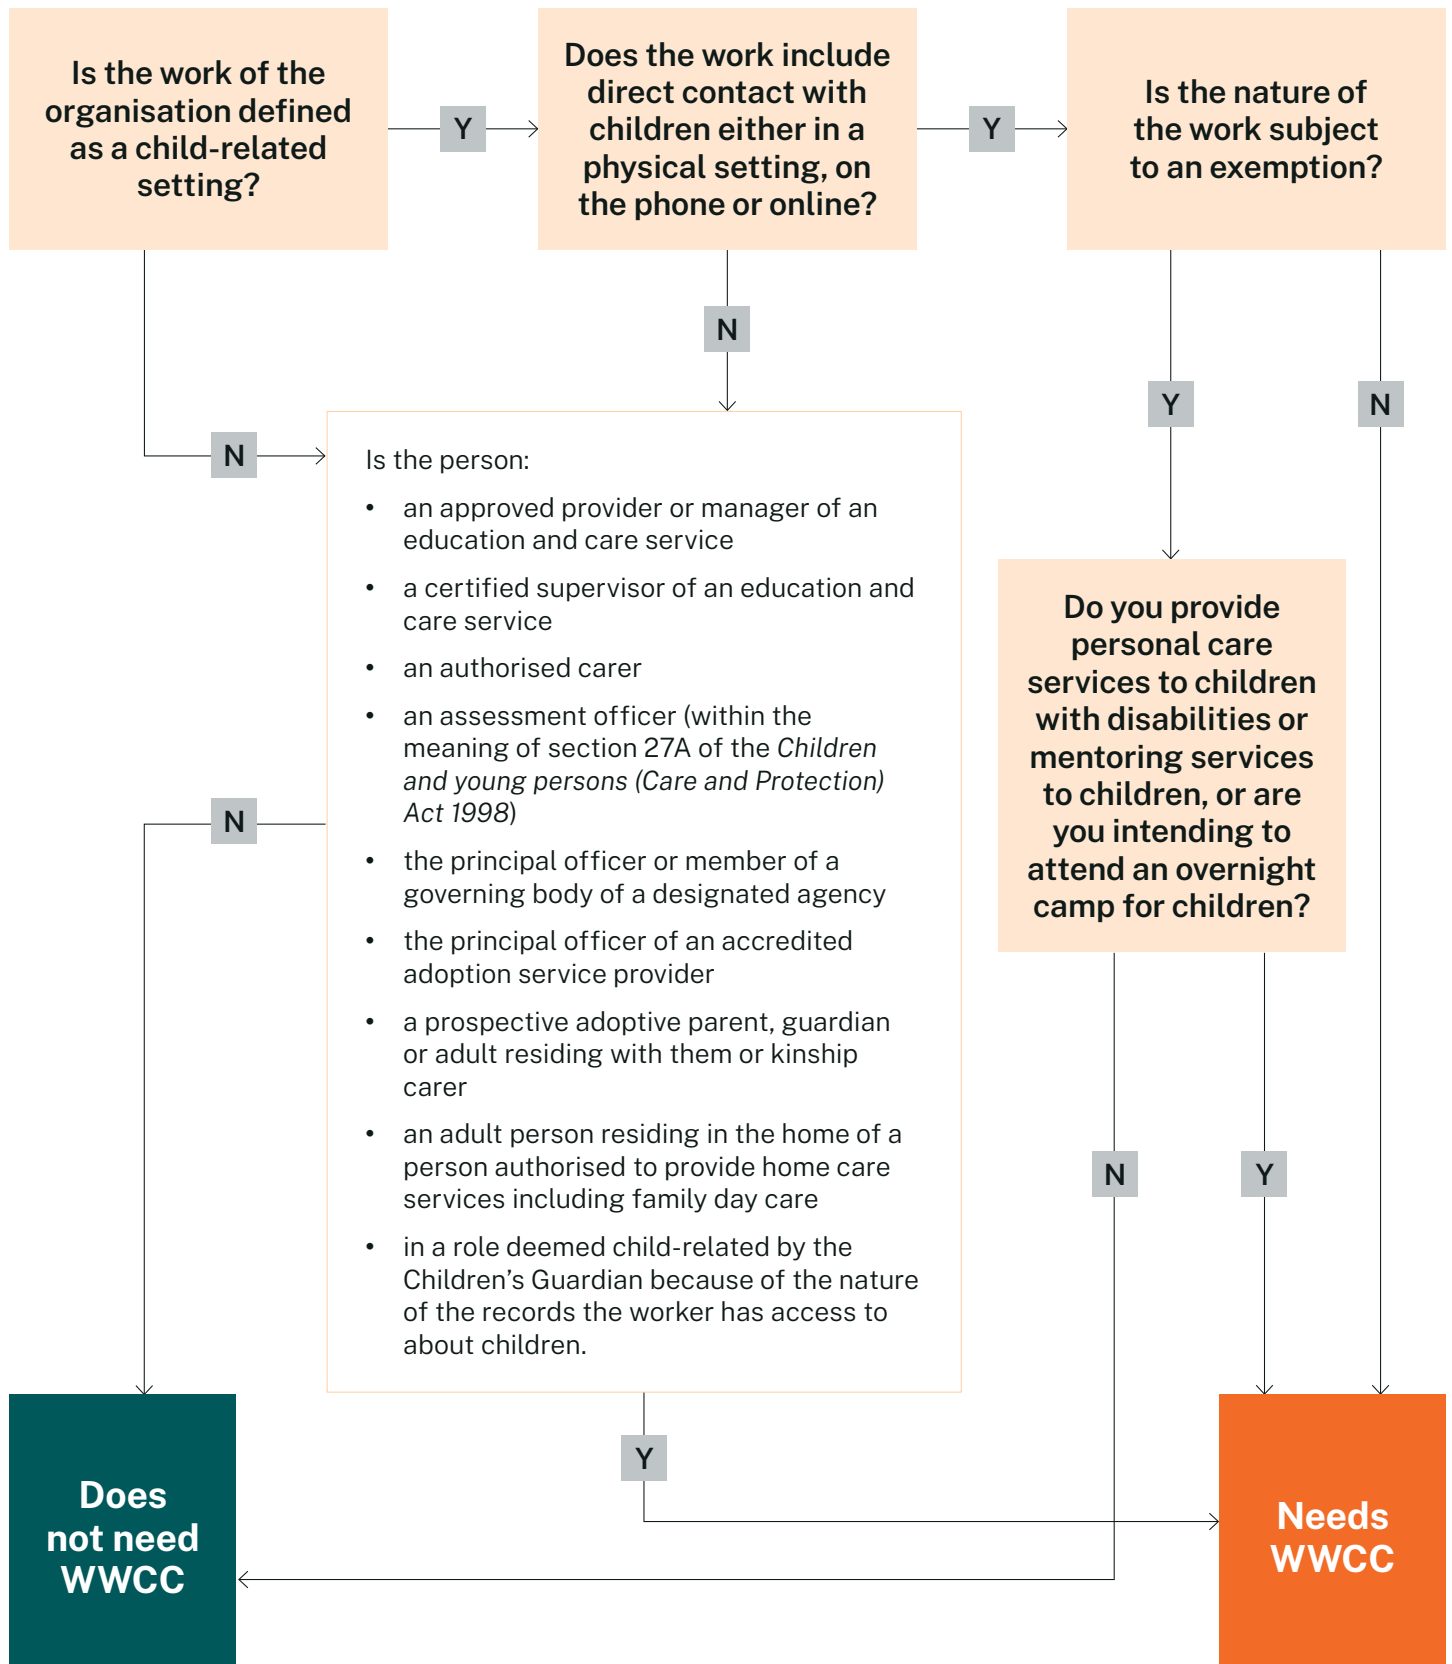 Is the work of the
organisation defined
as a child-related
setting?
Y
Does the work include
direct contact with
children either in a
physical setting, on
the phone or online?
Y
Is the nature of
the work subject
to an exemption?
N
Y
N
N
Is the person:
• an approved provider or manager of an
education and care service
• a certified supervisor of an education and
care service
• an authorised carer
• an assessment officer (within the
meaning of section 27A of the Children
and young persons (Care and Protection)
Act 1998)
• the principal officer or member of a
governing body of a designated agency
• the principal officer of an accredited
adoption service provider
• a prospective adoptive parent, guardian
or adult residing with them or kinship
carer
• an adult person residing in the home of a
person authorised to provide home care
services including family day care
• in a role deemed child-related by the
Children’s Guardian because of the nature
of the records the worker has access to
about children.
Do you provide
personal care
services to children
with disabilities or
mentoring services
to children, or are
you intending to
attend an overnight
camp for children?
N
N
Y
Y
Does
not need
WWCC
Needs
WWCC